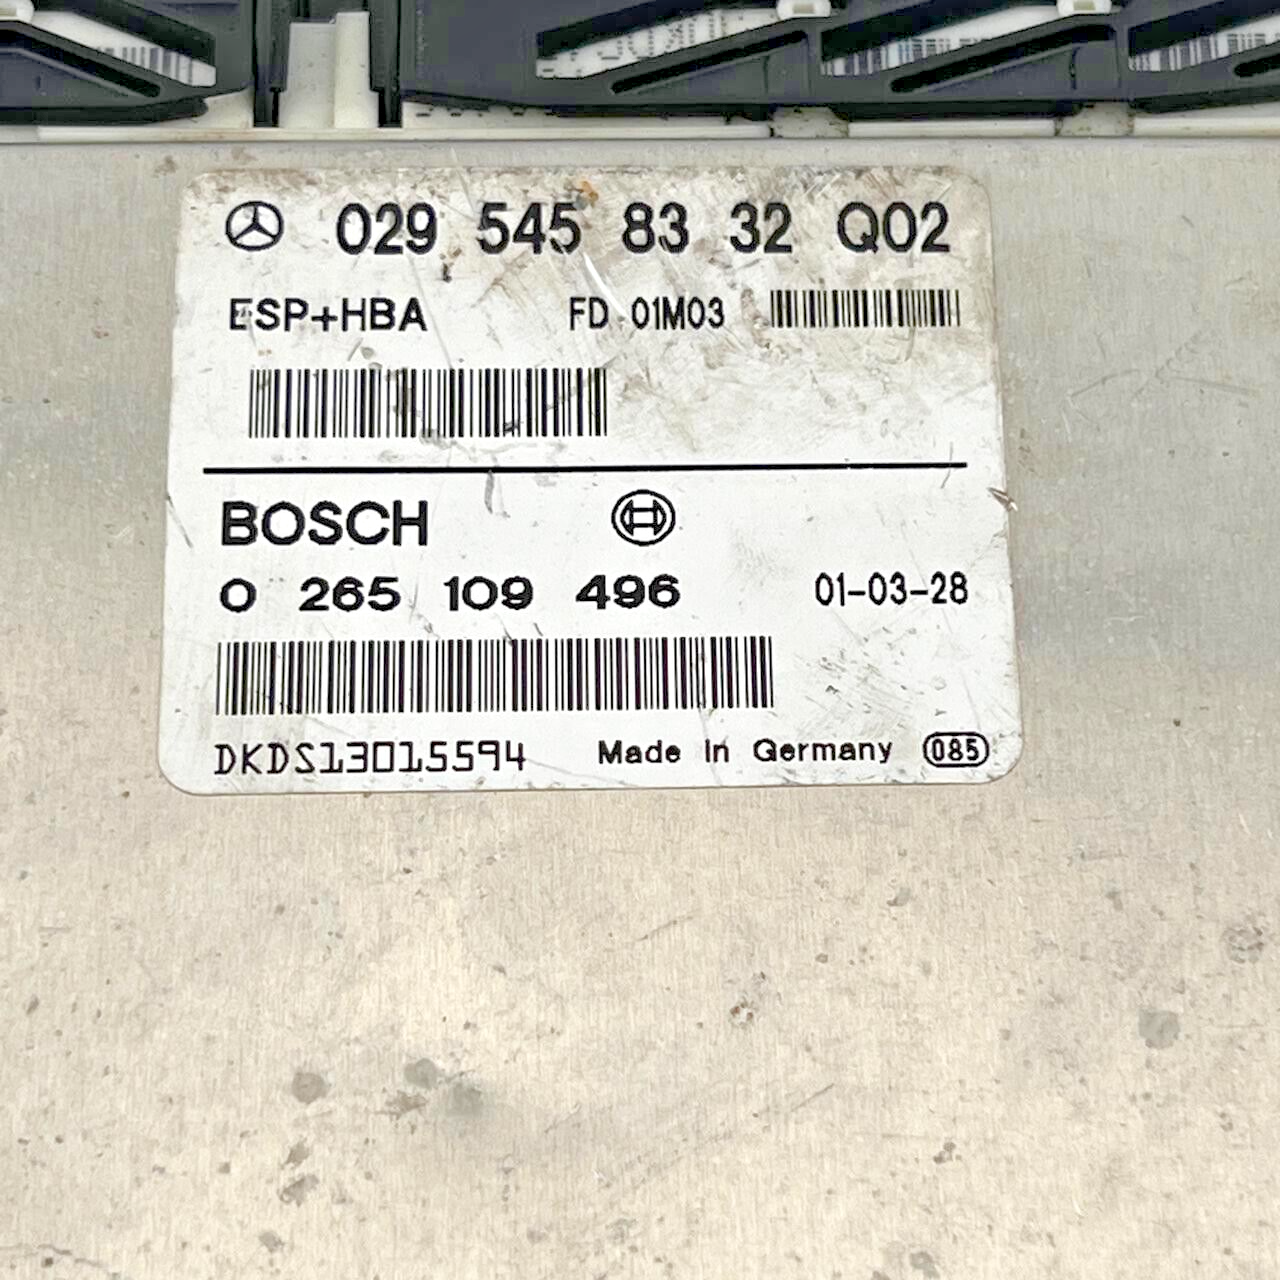 029 545 83 32 Q02
ESP+HBA FD 01M03
BOSCH
0 265 109 496 01-03-28
DKDS13015594 Made in Germany 085